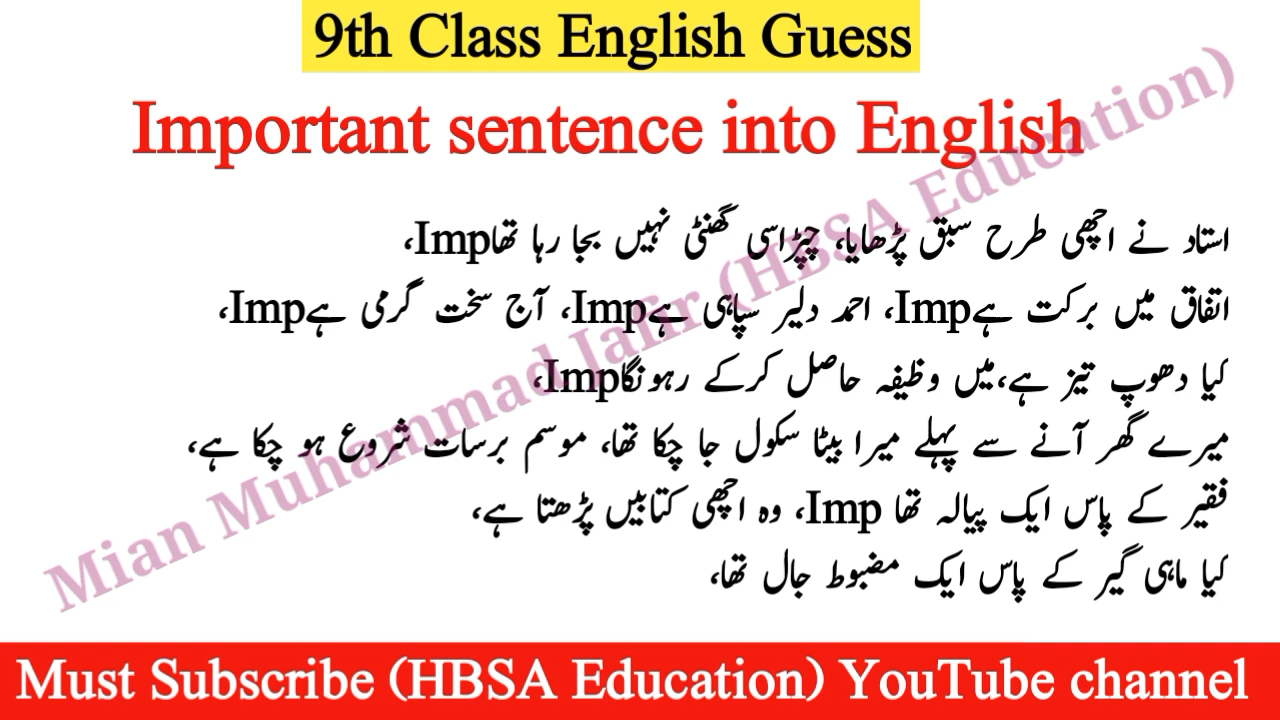 9th Class English Guess
Important sentence into English
استاد نے اچھی طرح سبق پڑھایا، چپڑاسی گھنٹی نہیں بجا رہا تھاImp،
اتفاق میں برکت ہےImp، احمد دلیر سپاہی ہےImp، آج سخت گرمی ہےImp،
کیا دھوپ تیز ہے،میں وظیفہ حاصل کرکے رہونگاImp،
میرے گھر آنے سے پہلے میرا بیٹا سکول جا چکا تھا، موسم برسات شروع ہو چکا ہے،
فقیر کے پاس ایک پیالہ تھا Imp، وہ اچھی کتابیں پڑھتا ہے،
کیا ماہی گیر کے پاس ایک مضبوط جال تھا،
Mian Muhammad Jafir (HBSA Education)
Must Subscribe (HBSA Education) YouTube channel